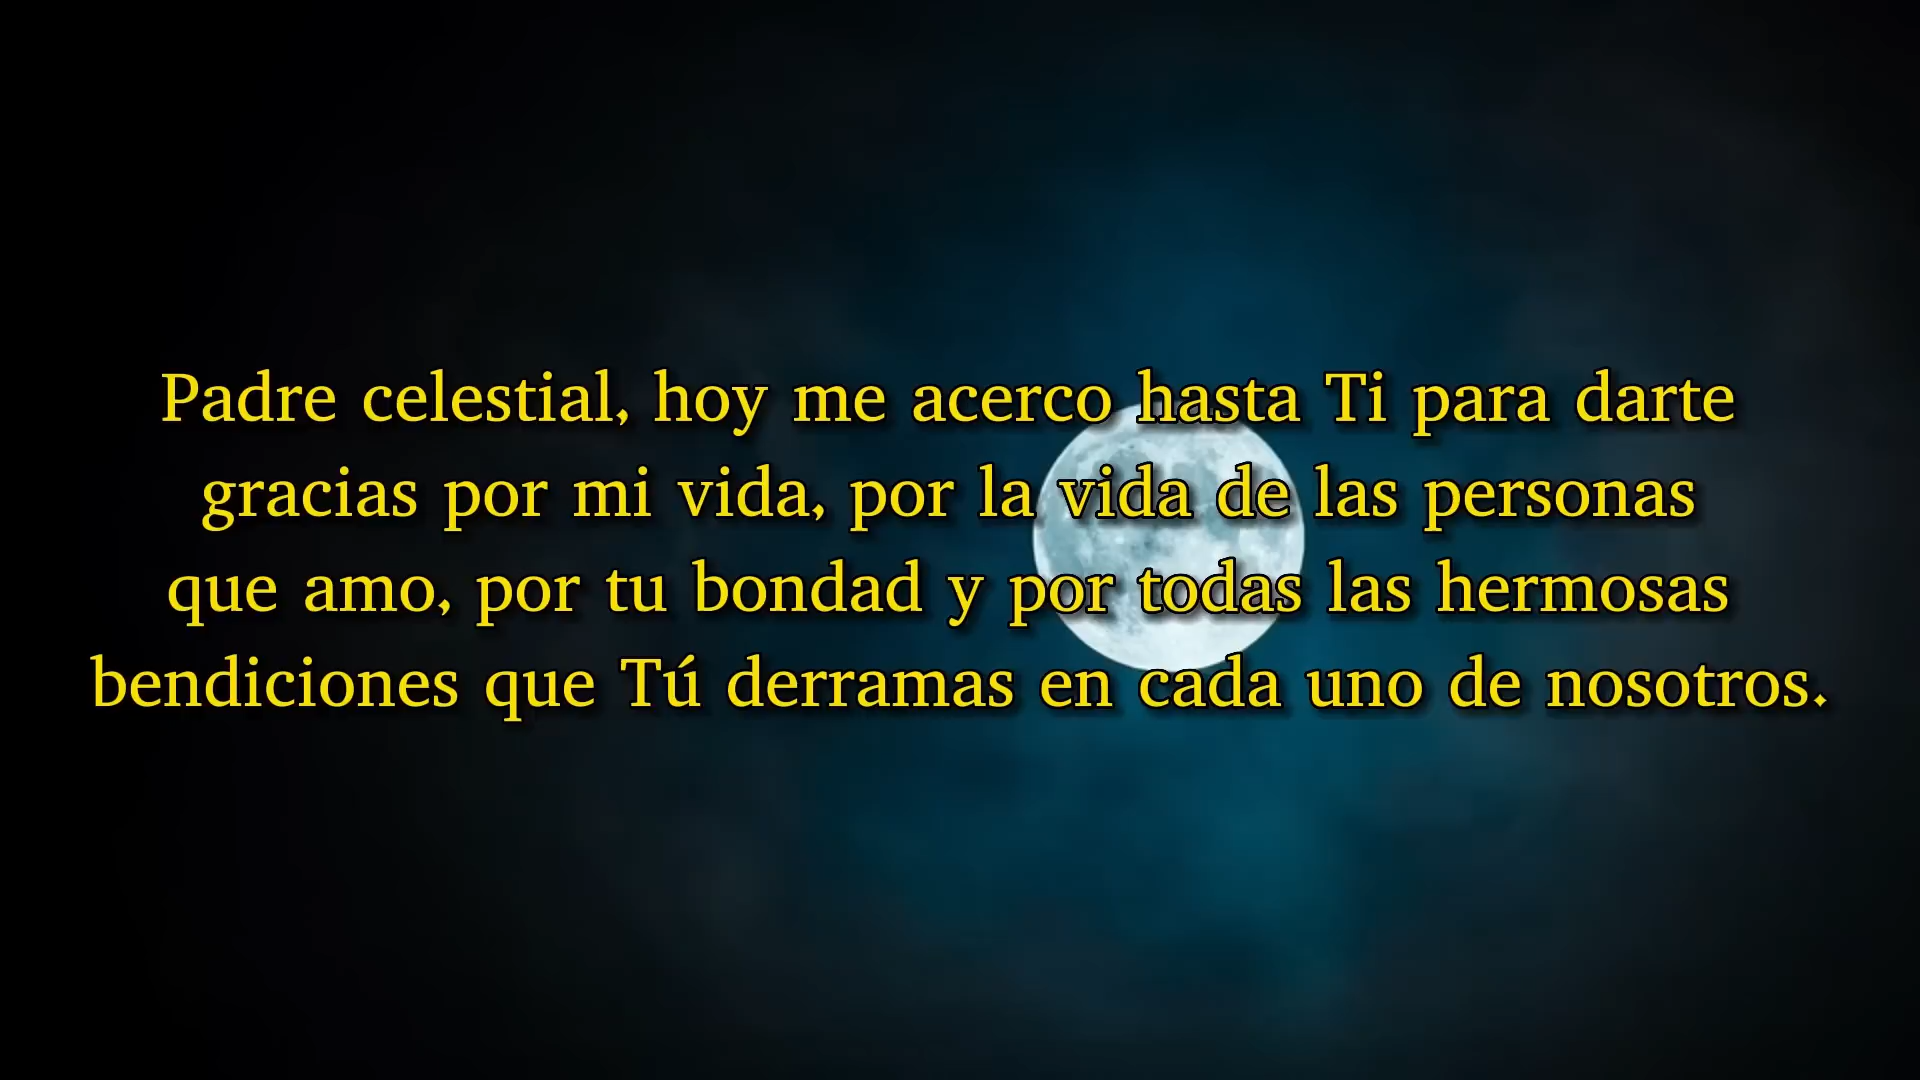 Padre celestial, hoy me acerco hasta Ti para darte
gracias por mi vida, por la vida de las personas
que amo, por tu bondad y por todas las hermosas
bendiciones que Tú derramas en cada uno de nosotros.